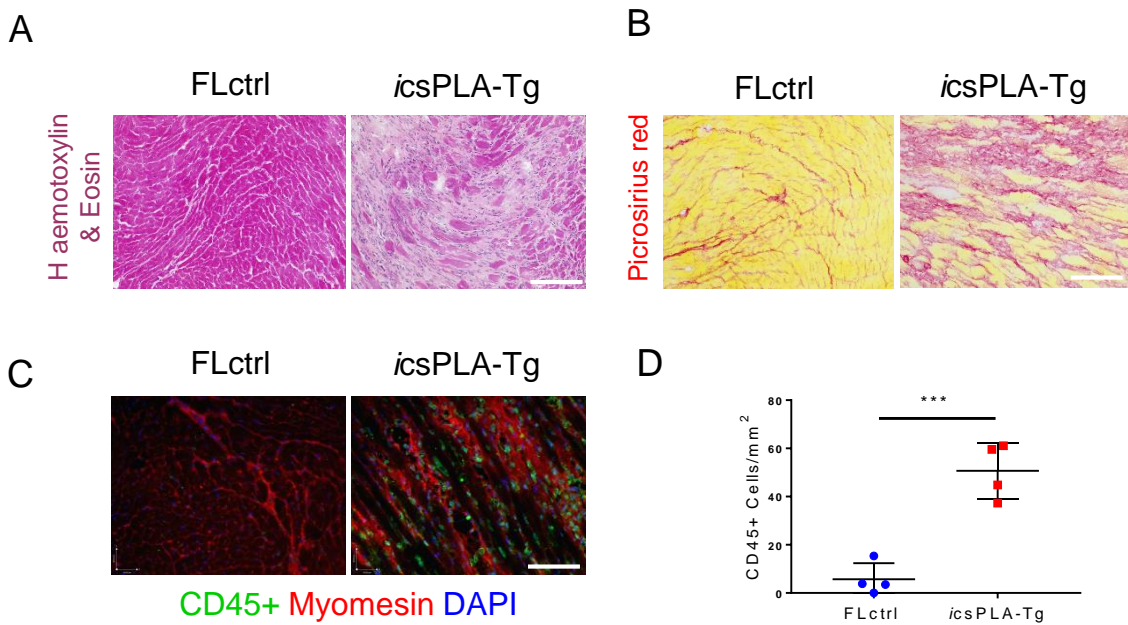 A
FLctrl
icsPLA-Tg
H aemotoxylin
& Eosin
B
FLctrl
icsPLA-Tg
Picrosirius red
C
FLctrl
icsPLA-Tg
CD45+ Myomesin DAPI
D
***
CD45+ Cells/mm²
80
60
40
20
0
FLctrl
icsPLA-Tg